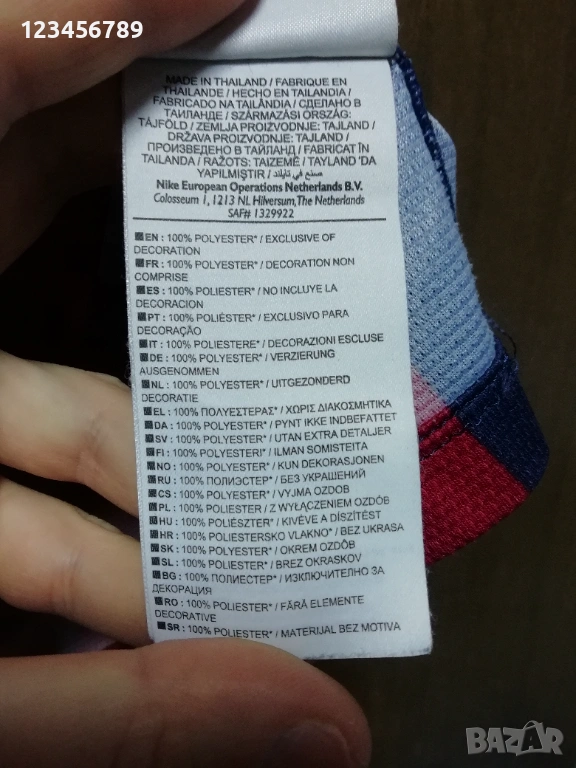 123456789
MADE IN THAILAND / FABRIQUE EN
THAILANDE / HECHO EN TAILANDIA /
FABRICADO NA TAILÂNDIA / СДЕЛАНО В
ТАИЛАНДЕ / SZÁRMAZÁSI ORSZÁG:
TÁJFÖLD / ZEMLJA PROIZVODNJE: TAJLAND /
DRŽAVA PROIZVODNJE: TAJLAND /
ПРОИЗВЕДЕНО В ТАЙЛАНД / FABRICAT ÎN
TAILANDA / RAŽOTS: TAIZEMĒ / TAYLAND 'DA
YAPILMIŞTIR / صنع في تايلاند
Nike European Operations Netherlands B.V.
Colosseum 1, 1213 NL Hilversum, The Netherlands
SAF# 1329922
EN: 100% POLYESTER* / EXCLUSIVE OF
DECORATION
FR: 100% POLYESTER* / DECORATION NON
COMPRISE
ES: 100% POLIESTER* / NO INCLUYE LA
DECORACION
PT: 100% POLIÉSTER* / EXCLUSIVO PARA
DECORAÇÃO
IT: 100% POLIESTERE* / DECORAZIONI ESCLUSE
DE: 100% POLYESTER* / VERZIERUNG
AUSGENOMMEN
NL: 100% POLYESTER* / UITGEZONDERD
DECORATIE
EL: 100% ΠΟΛΥΕΣΤΕΡΑΣ* / ΧΩΡΙΣ ΔΙΑΚΟΣΜΗΤΙΚΑ
DA: 100% POLYESTER* / PYNT IKKE INDBEFATTET
SV: 100% POLYESTER* / UTAN EXTRA DETALJER
FI: 100% POLYESTERI* / ILMAN SOMISTEITA
NO: 100% POLYESTER* / KUN DEKORASJONEN
RU: 100% ПОЛИЭСТЕР* / БЕЗ УКРАШЕНИЙ
CS: 100% POLYESTER* / VYJMA OZDOB
PL: 100% POLIESTER / Z WYŁĄCZENIEM OZDÓB
HU: 100% POLIÉSZTER* / KIVÉVE A DÍSZÍTÉST
HR: 100% POLIESTERSKO VLAKNO* / BEZ UKRASA
SK: 100% POLYESTER* / OKREM OZDÔB
SL: 100% POLIESTER* / BREZ OKRASKOV
BG: 100% ПОЛИЕСТЕР* / ИЗКЛЮЧИТЕЛНО ЗА
ДЕКОРАЦИЯ
RO: 100% POLIESTER* / FĂRĂ ELEMENTE
DECORATIVE
SR: 100% POLIESTER* / MATERIJAL BEZ MOTIVA
BAZAR